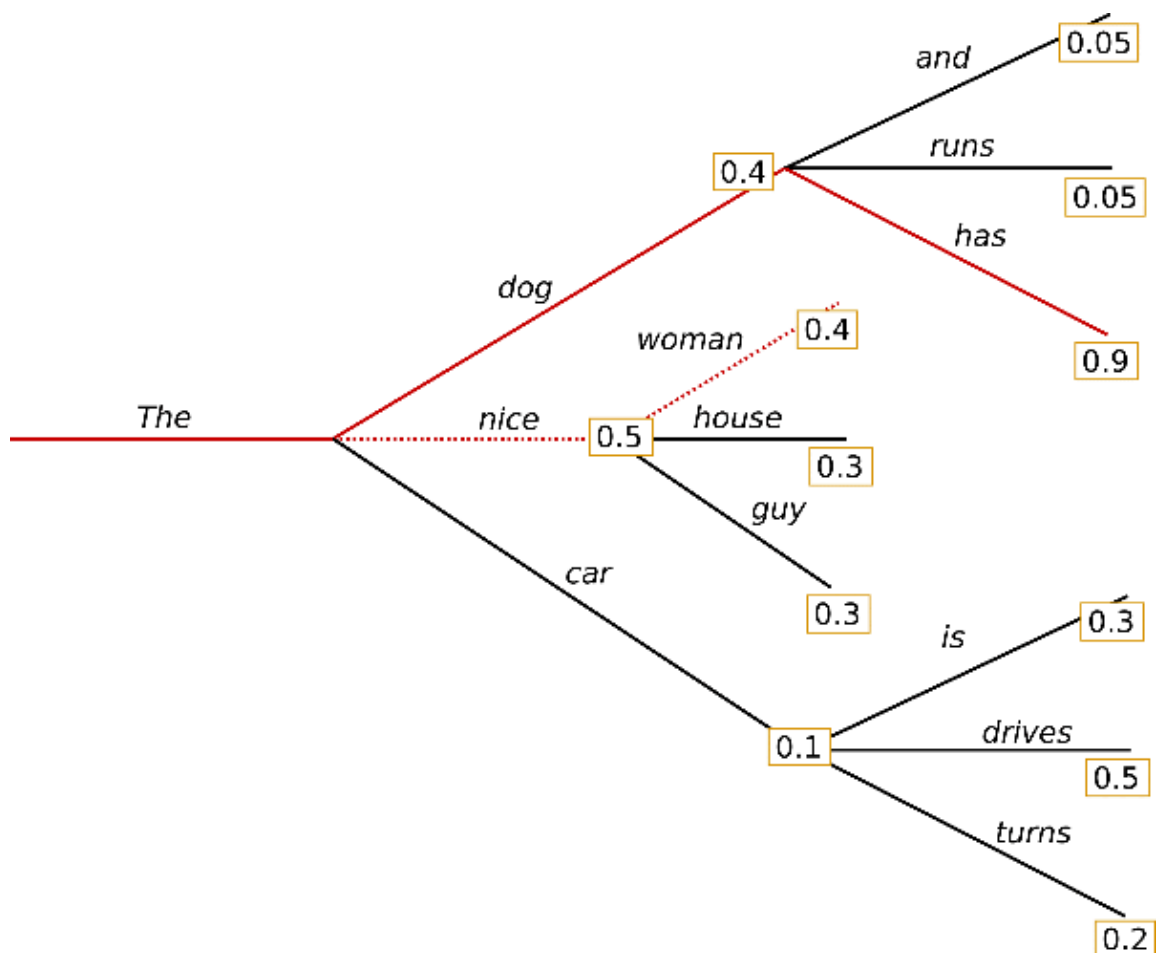 and
0.05
runs
0.4
0.05
has
dog
woman
0.4
0.9
The
nice
0.5
house
0.3
guy
car
0.3
is
0.3
drives
0.1
0.5
turns
0.2